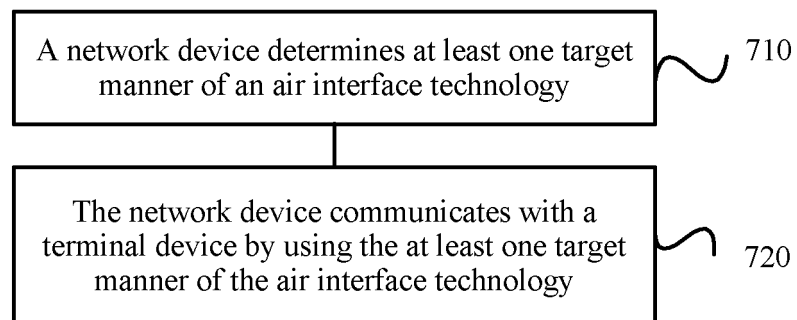 A network device determines at least one target
manner of an air interface technology
710
The network device communicates with a
terminal device by using the at least one target
manner of the air interface technology
720